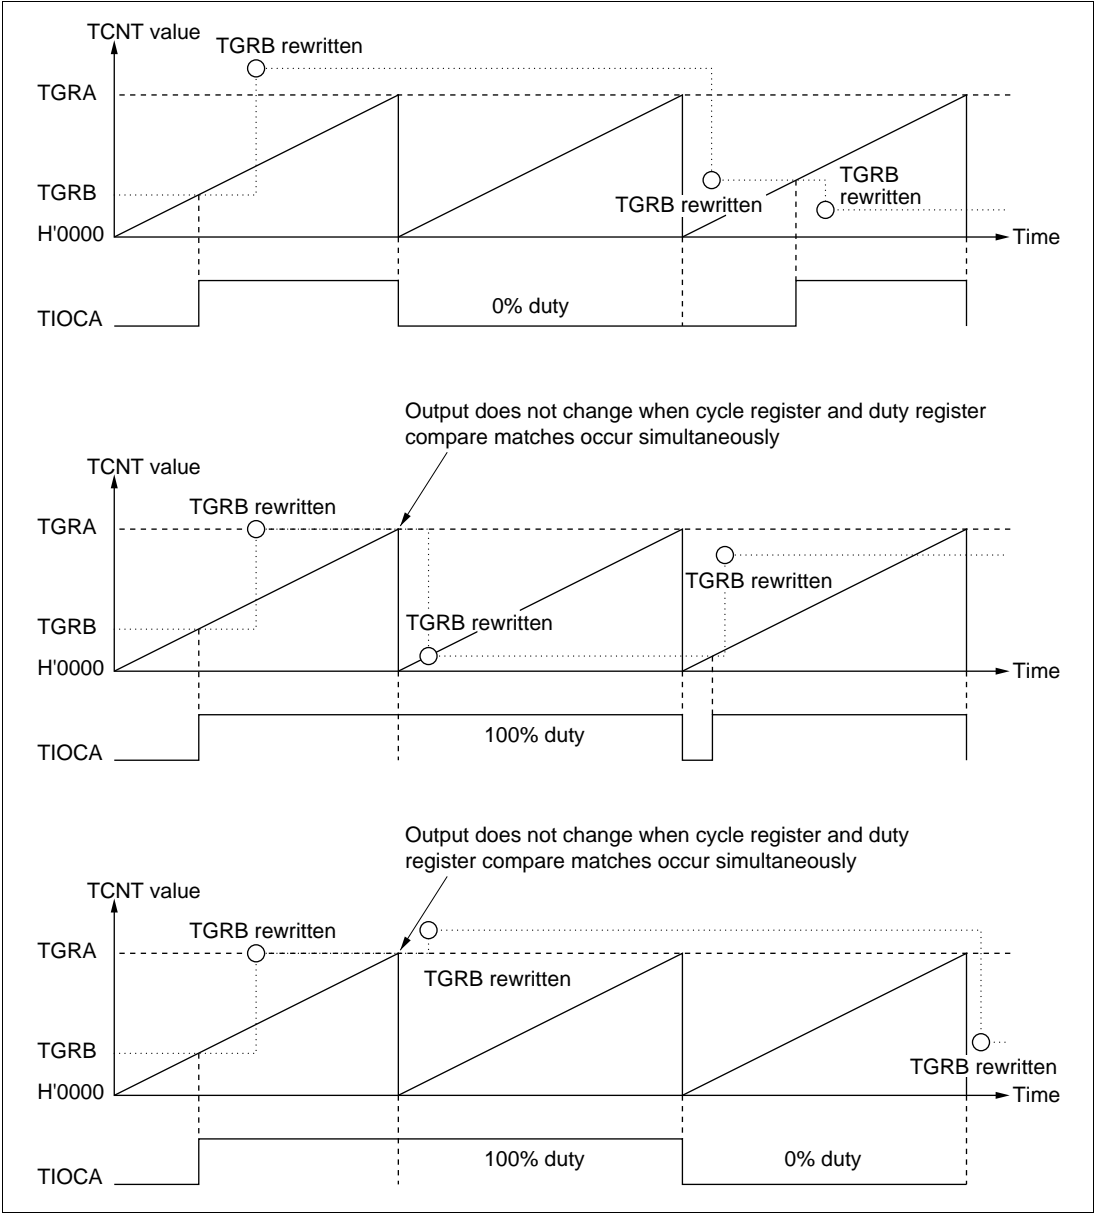 TCNT value
TGRB rewritten
TGRA
TGRB
TGRB rewritten
TGRB
rewritten
H'0000
Time
0% duty
TIOCA
Output does not change when cycle register and duty register
compare matches occur simultaneously
TCNT value
TGRB rewritten
TGRA
TGRB rewritten
TGRB
TGRB rewritten
H'0000
Time
100% duty
TIOCA
Output does not change when cycle register and duty
register compare matches occur simultaneously
TCNT value
TGRB rewritten
TGRA
TGRB rewritten
TGRB
TGRB rewritten
H'0000
Time
100% duty
0% duty
TIOCA